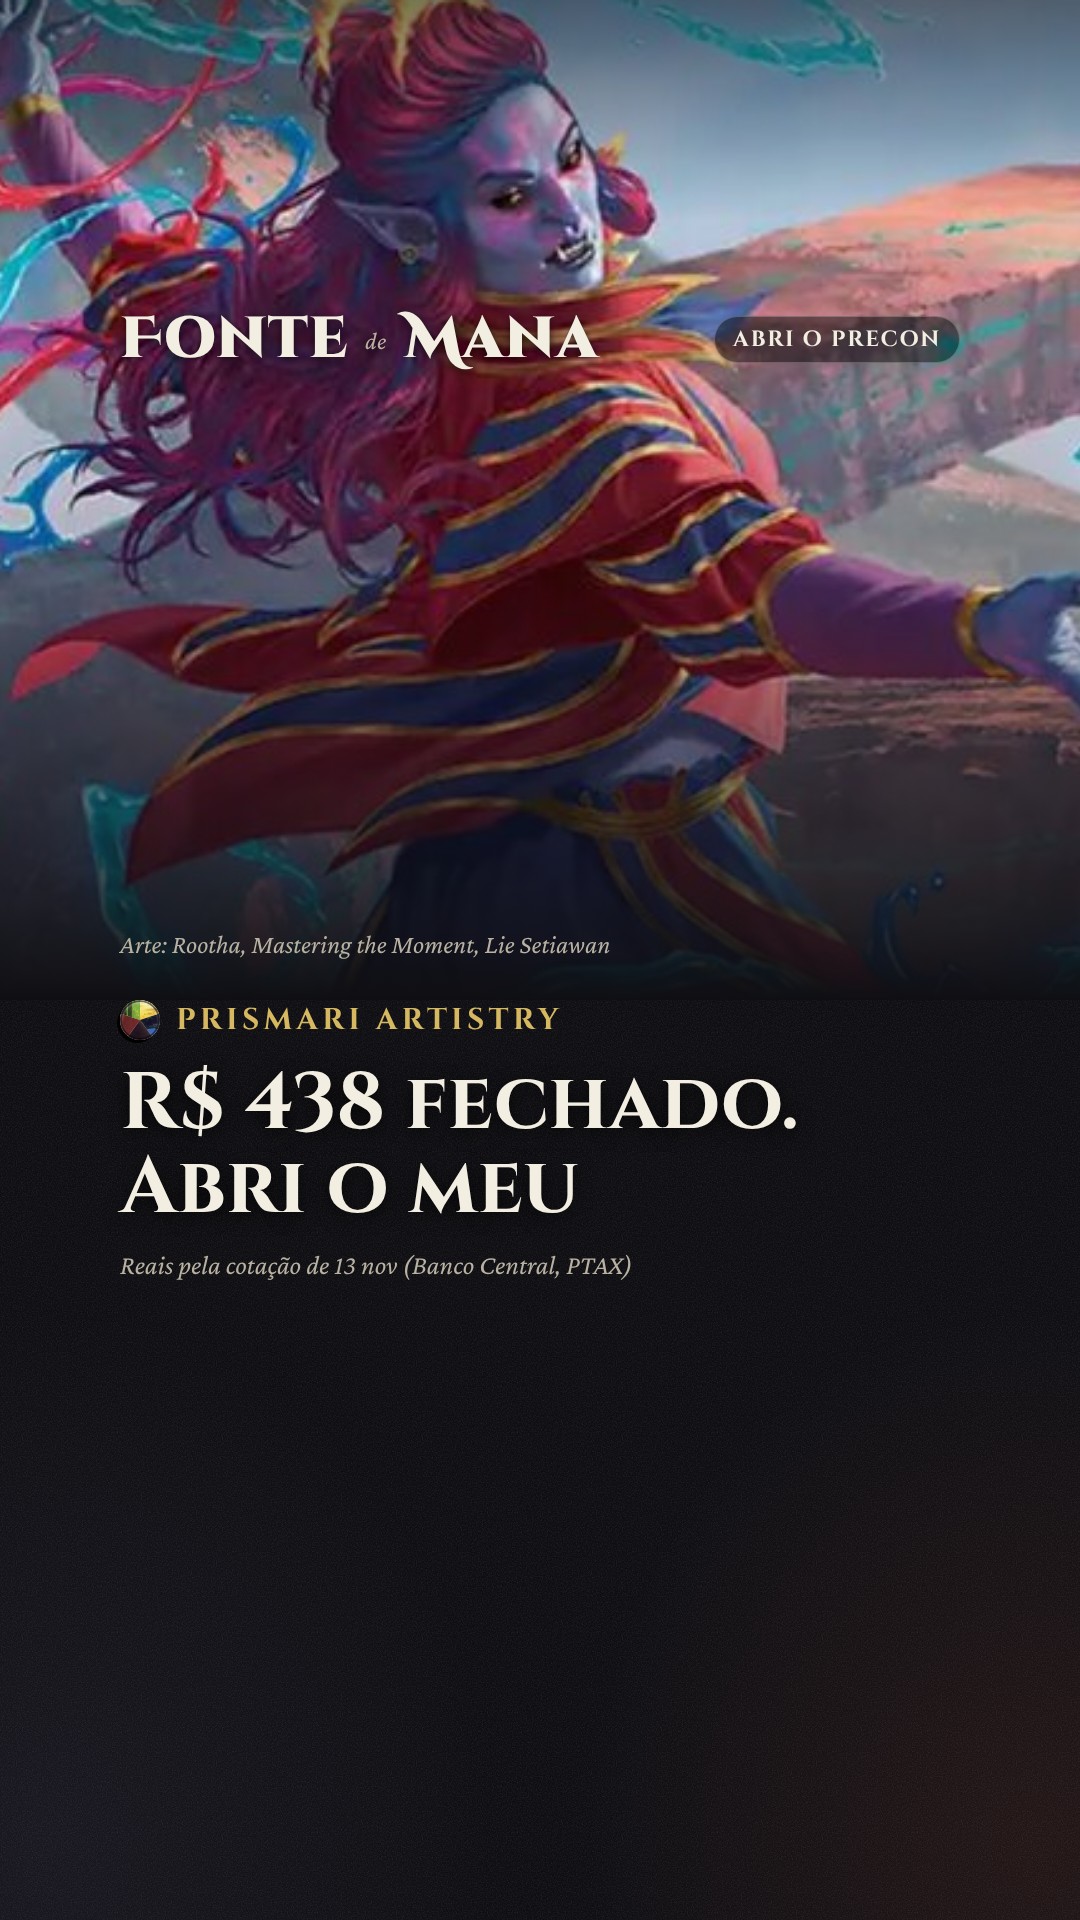 Fonte de Mana
ABRI O PRECON
Arte: Rootha, Mastering the Moment, Lie Setiawan
PRISMARI ARTISTRY
R$ 438 fechado.
Abri o meu
Reais pela cotação de 13 nov (Banco Central, PTAX)